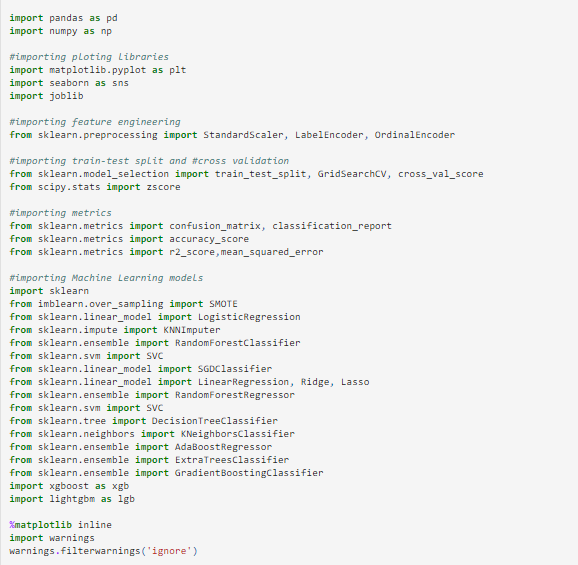 import pandas as pd
import numpy as np
#importing ploting libraries
import matplotlib.pyplot as plt
import seaborn as sns
import joblib
#importing feature engineering
from sklearn.preprocessing import StandardScaler, LabelEncoder, OrdinalEncoder
#importing train-test split and #cross validation
from sklearn.model_selection import train_test_split, GridSearchCV, cross_val_score
from scipy.stats import zscore
#importing metrics
from sklearn.metrics import confusion_matrix, classification_report
from sklearn.metrics import accuracy_score
from sklearn.metrics import r2_score,mean_squared_error
#importing Machine Learning models
import sklearn
from imblearn.over_sampling import SMOTE
from sklearn.linear_model import LogisticRegression
from sklearn.impute import KNNImputer
from sklearn.ensemble import RandomForestClassifier
from sklearn.svm import SVC
from sklearn.linear_model import SGDClassifier
from sklearn.linear_model import LinearRegression, Ridge, Lasso
from sklearn.ensemble import RandomForestRegressor
from sklearn.svm import SVC
from sklearn.tree import DecisionTreeClassifier
from sklearn.neighbors import KNeighborsClassifier
from sklearn.ensemble import AdaBoostRegressor
from sklearn.ensemble import ExtraTreesClassifier
from sklearn.ensemble import GradientBoostingClassifier
import xgboost as xgb
import lightgbm as lgb
%matplotlib inline
import warnings
warnings.filterwarnings('ignore')